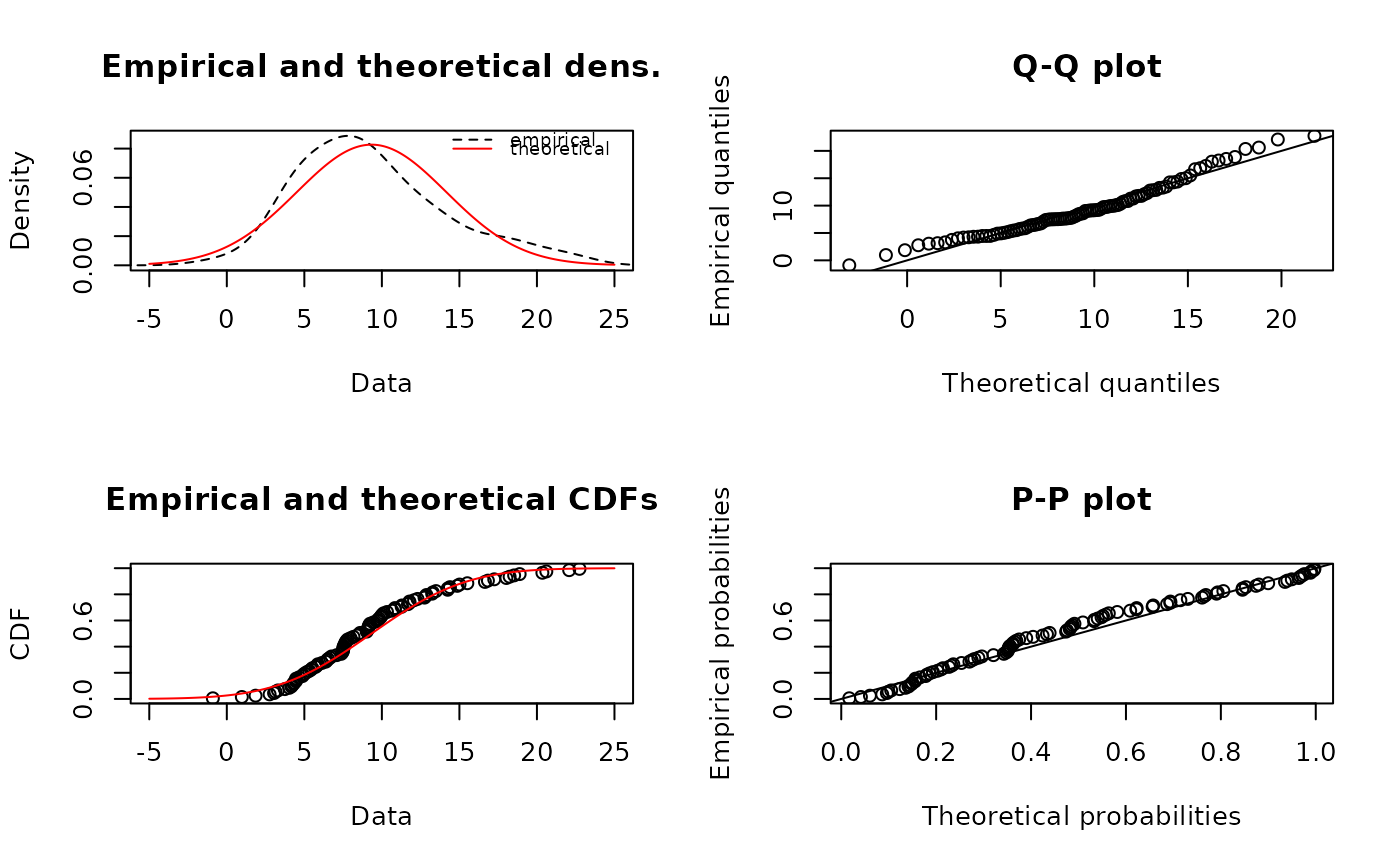 Empirical and theoretical dens.
Density
0.00
0.06
empirical
theoretical
-5 0 5 10 15 20 25
Data
Q-Q plot
Empirical quantiles
0
10
0 5 10 15 20
Theoretical quantiles
Empirical and theoretical CDFs
CDF
0.0
0.6
-5 0 5 10 15 20 25
Data
P-P plot
Empirical probabilities
0.0
0.6
0.0 0.2 0.4 0.6 0.8 1.0
Theoretical probabilities